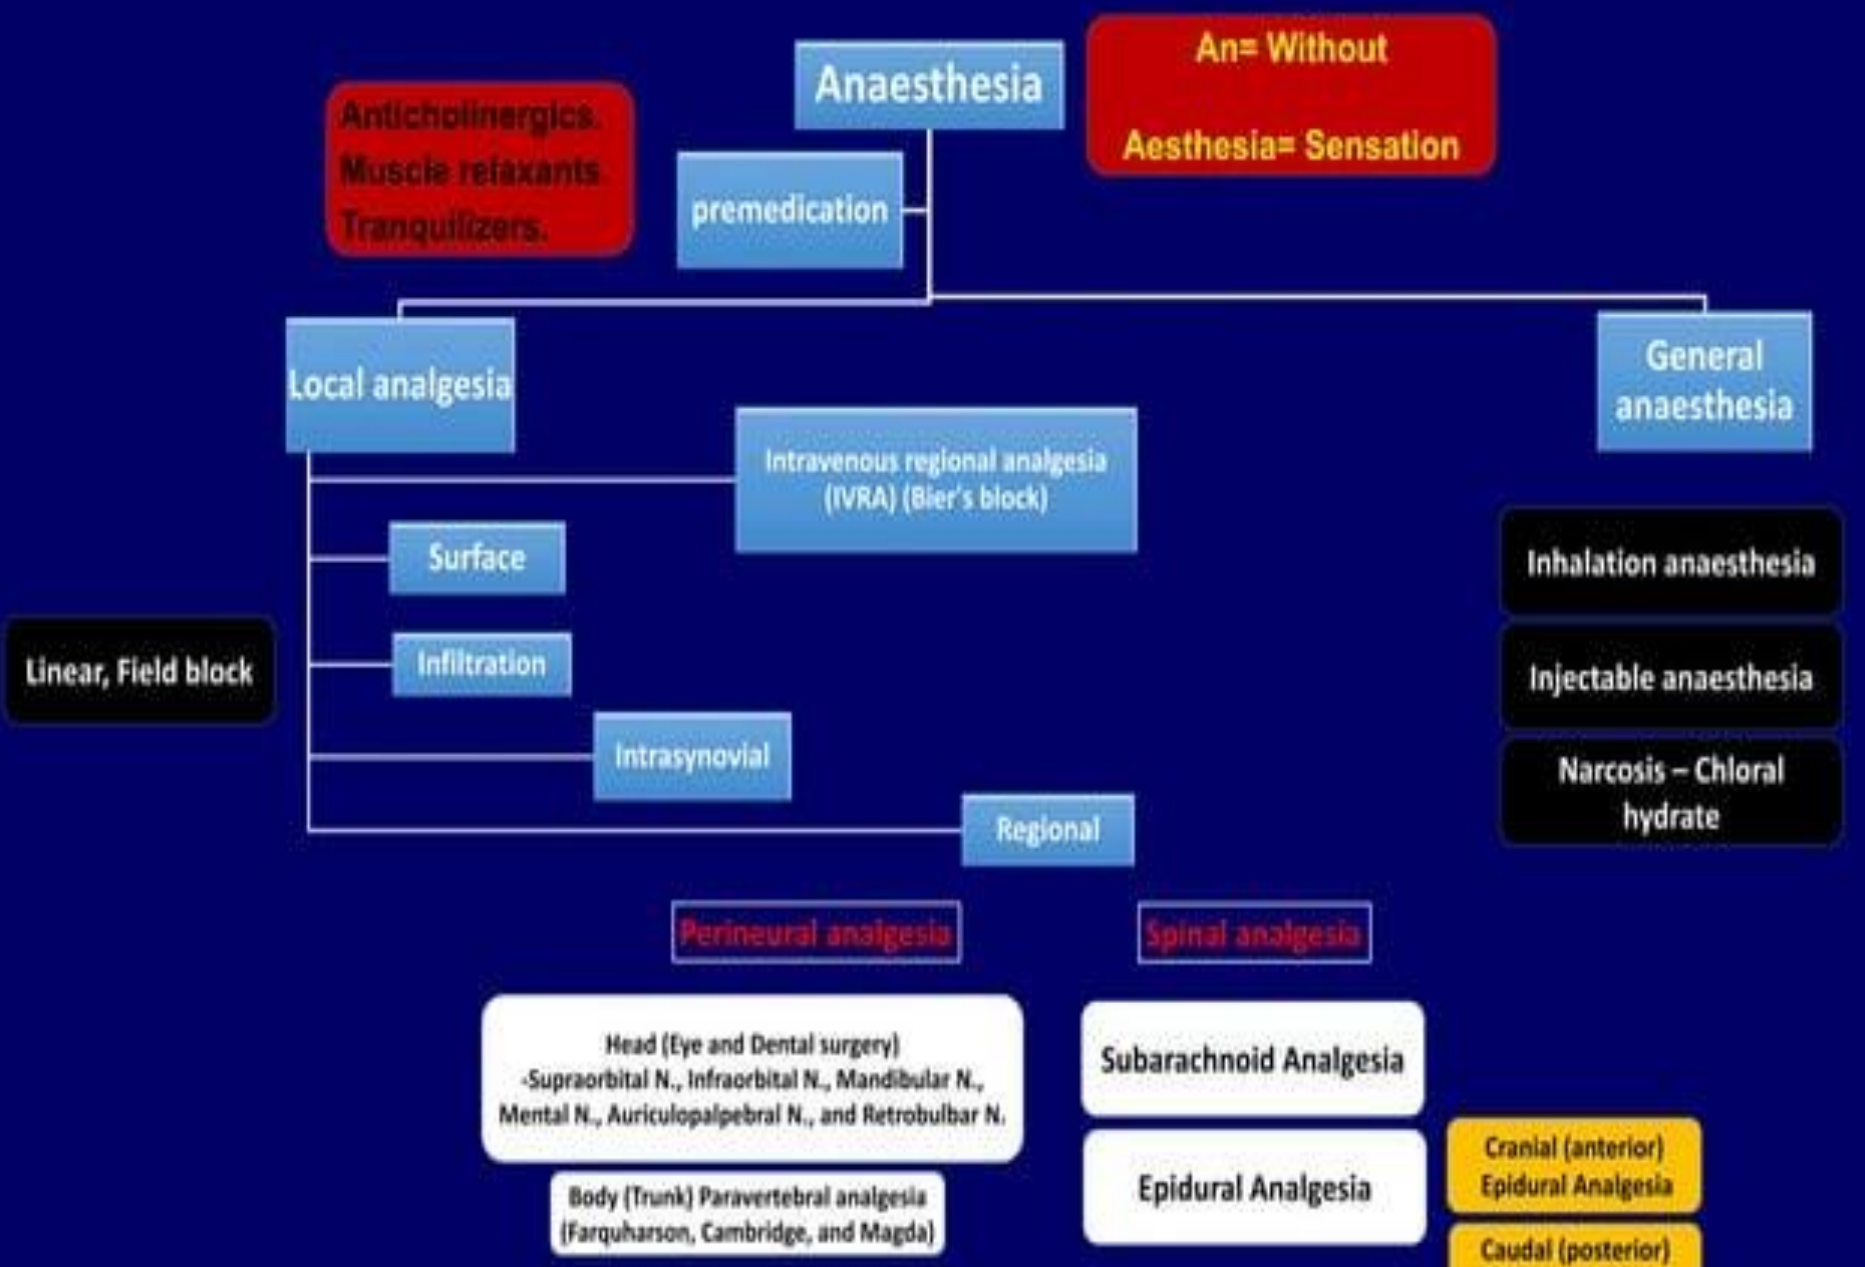 Anaesthesia
An= Without
Aesthesia= Sensation
Anticholinergics.
Muscle relaxants
Tranquilizers.
premedication
Local analgesia
General
anaesthesia
Intravenous regional analgesia
(IVRA) (Bier's block)
Surface
Inhalation anaesthesia
Linear, Field block
Infiltration
Injectable anaesthesia
Intrasynovial
Narcosis – Chloral
hydrate
Regional
Perineural analgesia
Spinal analgesia
Head (Eye and Dental surgery)
-Supraorbital N., Infraorbital N., Mandibular N.,
Mental N., Auriculopalpebral N., and Retrobulbar N.
Subarachnoid Analgesia
Body (Trunk) Paravertebral analgesia
(Farquharson, Cambridge, and Magda)
Epidural Analgesia
Cranial (anterior)
Epidural Analgesia
Caudal (posterior)